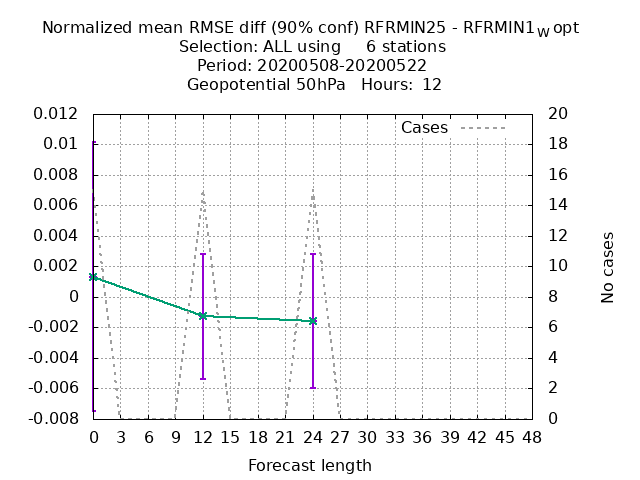 Normalized mean RMSE diff (90% conf) RFRMIN25 - RFRMIN1w opt
Selection: ALL using     6 stations
Period: 20200508-20200522
Geopotential 50hPa   Hours:  12
Cases
0.012
0.01
0.008
0.006
0.004
0.002
0
-0.002
-0.004
-0.006
-0.008
20
18
16
14
12
10
8
6
4
2
0
No cases
0 3 6 9 12 15 18 21 24 27 30 33 36 39 42 45 48
Forecast length